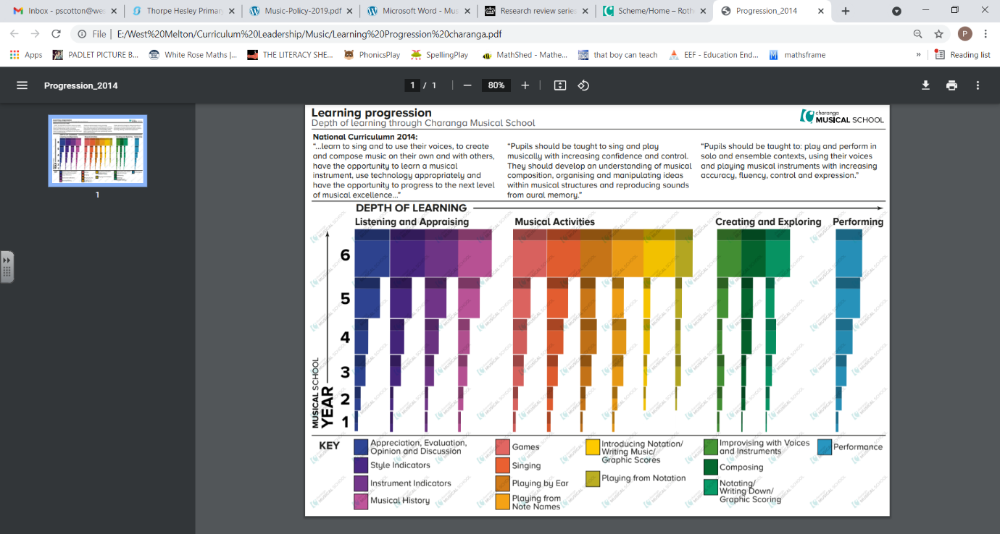 Inbox - pscotton@wes
Thorpe Hesley Primar
Music-Policy-2019.pdf
Microsoft Word - Mus
Research review series
Scheme/Home – Roth
Progression_2014
File | E:/West%20Melton/Curriculum%20Leadership/Music/Learning%20Progression%20charanga.pdf
P
Apps
PADLET PICTURE B...
White Rose Maths |...
THE LITERACY SHE...
PhonicsPlay
SpellingPlay
MathShed - Mathe...
that boy can teach
EEF - Education End...
mathsframe
»
Reading list
Progression_2014
1 / 1
80%
1
Learning progression
Depth of learning through Charanga Musical School
charanga
MUSICAL SCHOOL
National Curriculumn 2014:
"...learn to sing and to use their voices, to create
and compose music on their own and with others,
have the opportunity to learn a musical
instrument, use technology appropriately and
have the opportunity to progress to the next level
of musical excellence..."
"Pupils should be taught to sing and play
musically with increasing confidence and control.
They should develop an understanding of musical
composition, organising and manipulating ideas
within musical structures and reproducing sounds
from aural memory."
"Pupils should be taught to: play and perform in
solo and ensemble contexts, using their voices
and playing musical instruments with increasing
accuracy, fluency, control and expression."
DEPTH OF LEARNING
Listening and Appraising
Musical Activities
Creating and Exploring
Performing
6
5
4
3
2
1
MUSICAL SCHOOL
YEAR
KEY
Appreciation, Evaluation,
Opinion and Discussion
Style Indicators
Instrument Indicators
Musical History
Games
Singing
Playing by Ear
Playing from
Note Names
Introducing Notation/
Writing Music/
Graphic Scores
Playing from Notation
Improvising with Voices
and Instruments
Composing
Notating/
Writing Down/
Graphic Scoring
Performance